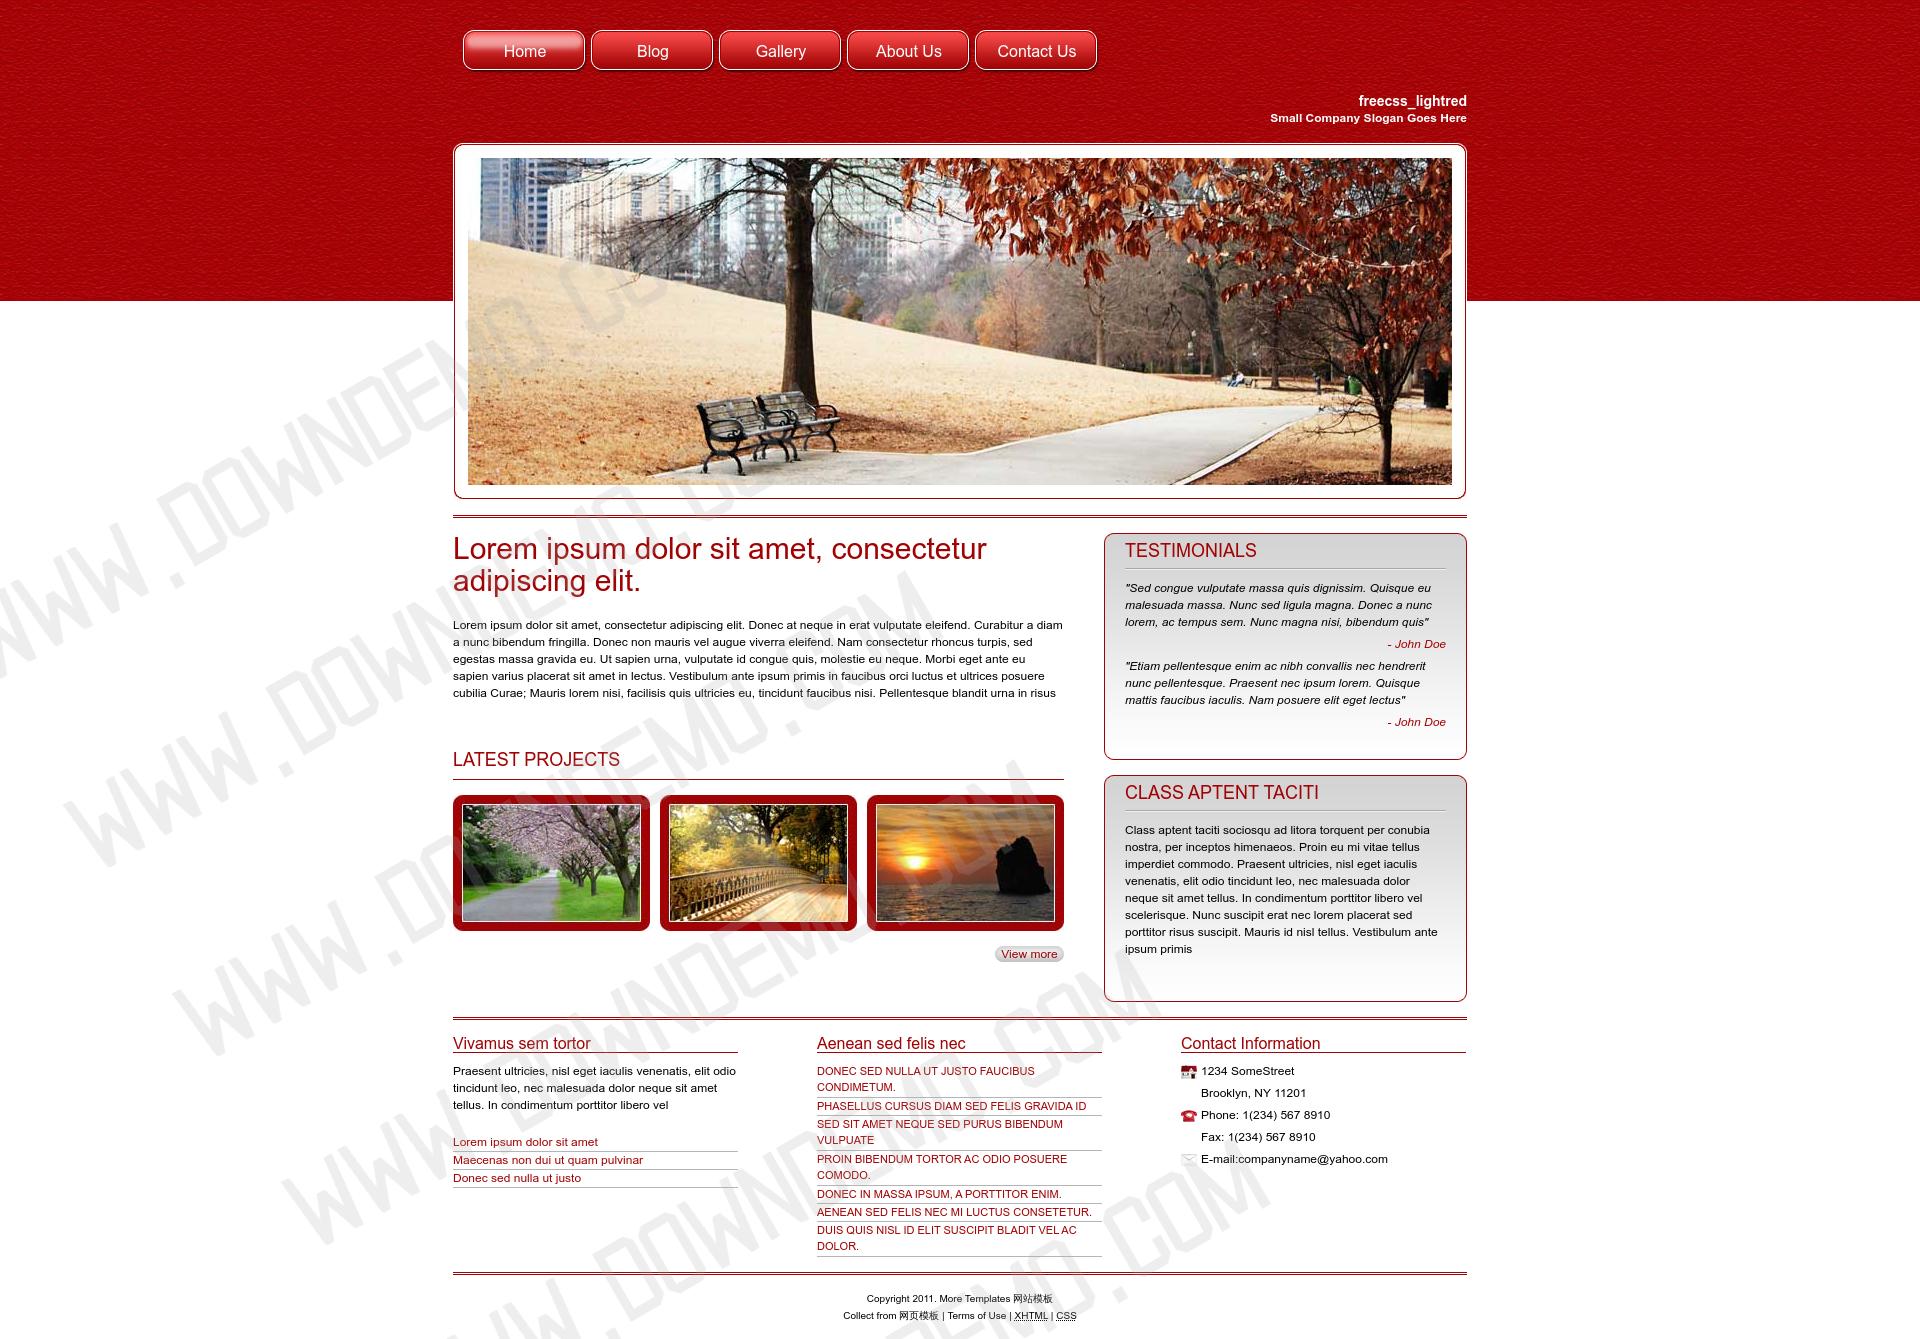 Home
Blog
Gallery
About Us
Contact Us
freecss_lightred
Small Company Slogan Goes Here
Lorem ipsum dolor sit amet, consectetur
adipiscing elit.
Lorem ipsum dolor sit amet, consectetur adipiscing elit. Donec at neque in erat vulputate eleifend. Curabitur a diam
a nunc bibendum fringilla. Donec non mauris vel augue viverra eleifend. Nam consectetur rhoncus turpis, sed
egestas massa gravida eu. Ut sapien urna, vulputate id congue quis, molestie eu neque. Morbi eget ante eu
sapien varius placerat sit amet in lectus. Vestibulum ante ipsum primis in faucibus orci luctus et ultrices posuere
cubilia Curae; Mauris lorem nisi, facilisis quis ultricies eu, tincidunt faucibus nisi. Pellentesque blandit urna in risus
LATEST PROJECTS
View more
TESTIMONIALS
"Sed congue vulputate massa quis dignissim. Quisque eu
malesuada massa. Nunc sed ligula magna. Donec a nunc
lorem, ac tempus sem. Nunc magna nisi, bibendum quis"
- John Doe
"Etiam pellentesque enim ac nibh convallis nec hendrerit
nunc pellentesque. Praesent nec ipsum lorem. Quisque
mattis faucibus iaculis. Nam posuere elit eget lectus"
- John Doe
CLASS APTENT TACITI
Class aptent taciti sociosqu ad litora torquent per conubia
nostra, per inceptos himenaeos. Proin eu mi vitae tellus
imperdiet commodo. Praesent ultricies, nisl eget iaculis
venenatis, elit odio tincidunt leo, nec malesuada dolor
neque sit amet tellus. In condimentum porttitor libero vel
scelerisque. Nunc suscipit erat nec lorem placerat sed
porttitor risus suscipit. Mauris id nisl tellus. Vestibulum ante
ipsum primis
Vivamus sem tortor
Praesent ultricies, nisl eget iaculis venenatis, elit odio
tincidunt leo, nec malesuada dolor neque sit amet
tellus. In condimentum porttitor libero vel
Lorem ipsum dolor sit amet
Maecenas non dui ut quam pulvinar
Donec sed nulla ut justo
Aenean sed felis nec
DONEC SED NULLA UT JUSTO FAUCIBUS
CONDIMETUM.
PHASELLUS CURSUS DIAM SED FELIS GRAVIDA ID
SED SIT AMET NEQUE SED PURUS BIBENDUM
VULPUATE
PROIN BIBENDUM TORTOR AC ODIO POSUERE
COMODO.
DONEC IN MASSA IPSUM, A PORTTITOR ENIM.
AENEAN SED FELIS NEC MI LUCTUS CONSETETUR.
DUIS QUIS NISL ID ELIT SUSCIPIT BLADIT VEL AC
DOLOR.
Contact Information
1234 SomeStreet
Brooklyn, NY 11201
Phone: 1(234) 567 8910
Fax: 1(234) 567 8910
E-mail:companyname@yahoo.com
Copyright 2011. More Templates 网站模板
Collect from 网页模板 | Terms of Use | XHTML | CSS
WWW.DOWNDEMO.COM
WWW.DOWNDEMO.COM
WWW.DOWNDEMO.COM
WWW.DOWNDEMO.COM
WWW.DOWNDEMO.COM
WWW.DOWNDEMO.COM